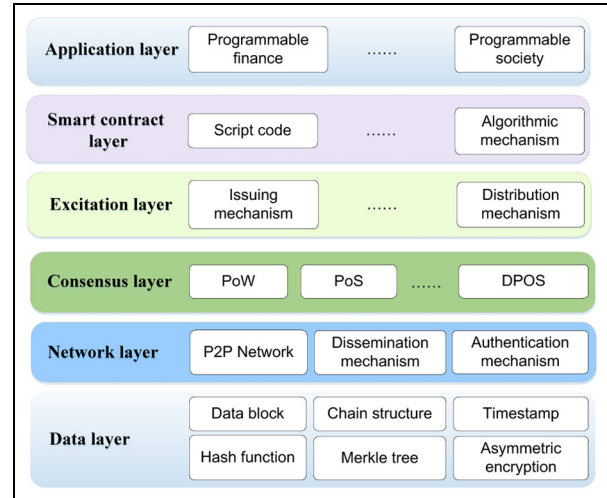 Application layer
Programmable
finance
......
Programmable
society
Smart contract
layer
Script code
......
Algorithmic
mechanism
Excitation layer
Issuing
mechanism
......
Distribution
mechanism
Consensus layer
PoW
PoS
......
DPOS
Network layer
P2P Network
Dissemination
mechanism
Authentication
mechanism
Data layer
Data block
Chain structure
Timestamp
Hash function
Merkle tree
Asymmetric
encryption